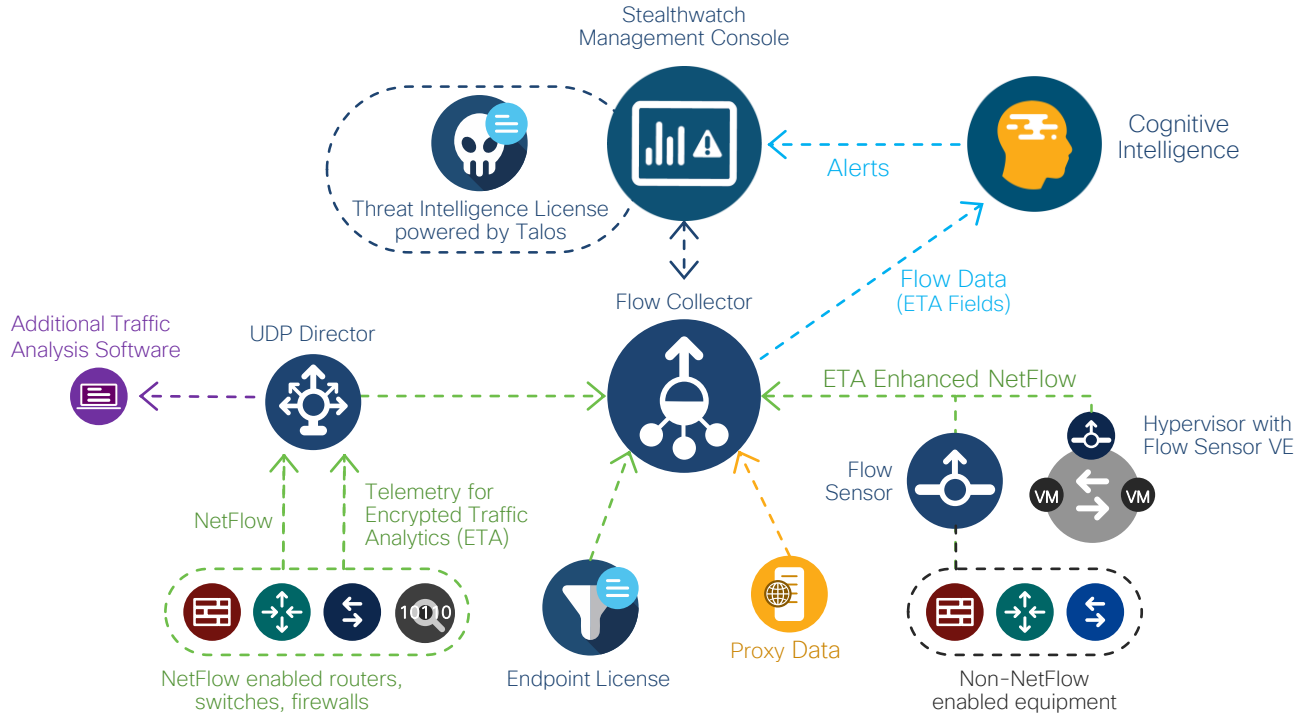 Stealthwatch
Management Console
Cognitive
Intelligence
Alerts
Threat Intelligence License
powered by Talos
Flow Data
(ETA Fields)
Flow Collector
Additional Traffic
Analysis Software
UDP Director
ETA Enhanced NetFlow
Hypervisor with
Flow Sensor VE
Flow
Sensor
VM
VM
NetFlow
Telemetry for
Encrypted Traffic
Analytics (ETA)
10110
Proxy Data
NetFlow enabled routers,
switches, firewalls
Endpoint License
Non-NetFlow
enabled equipment